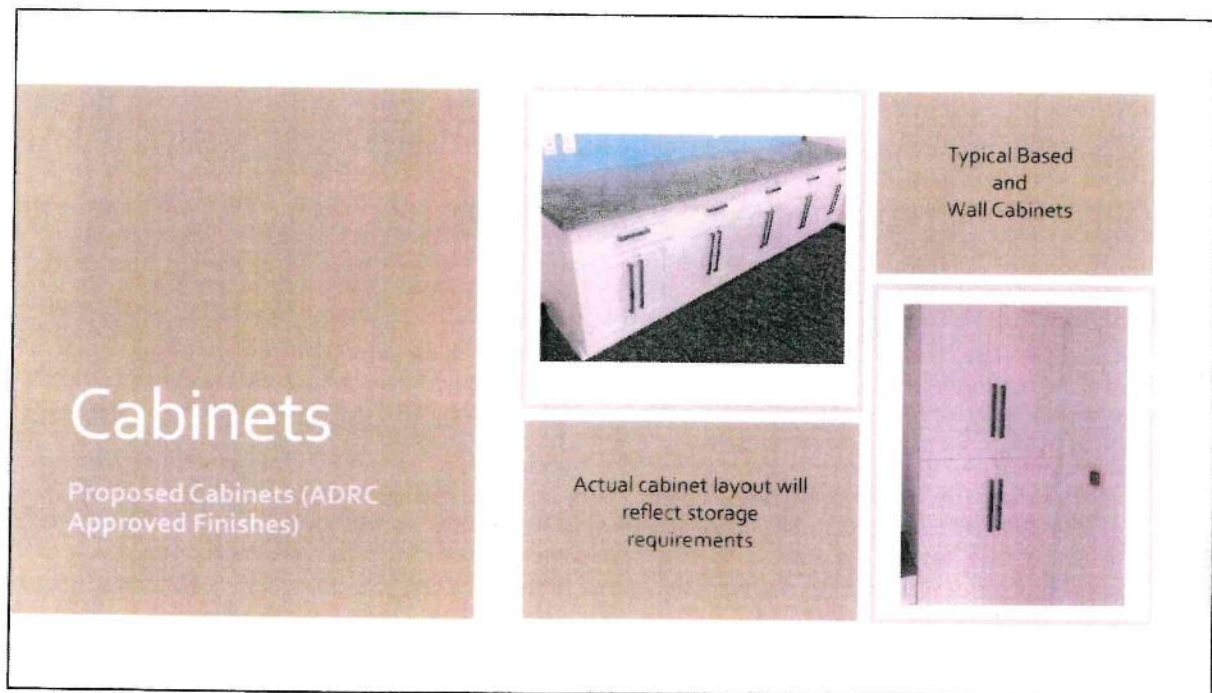 Cabinets
Proposed Cabinets (ADRC
Approved Finishes)
Typical Based
and
Wall Cabinets
Actual cabinet layout will
reflect storage
requirements